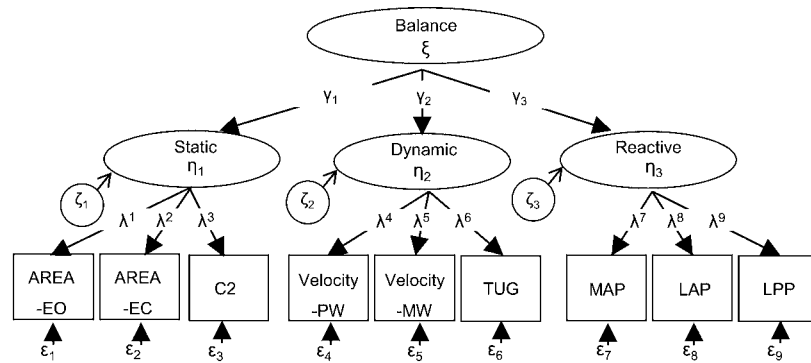 Balance
ξ
γ₁ γ₂ γ₃
Static
η₁
Dynamic
η₂
Reactive
η₃
ζ₁ ζ₂ ζ₃
λ¹ λ² λ³ λ⁴ λ⁵ λ⁶ λ⁷ λ⁸ λ⁹
AREA
-EO
AREA
-EC
C2
Velocity
-PW
Velocity
-MW
TUG
MAP
LAP
LPP
ε₁ ε₂ ε₃ ε₄ ε₅ ε₆ ε₇ ε₈ ε₉